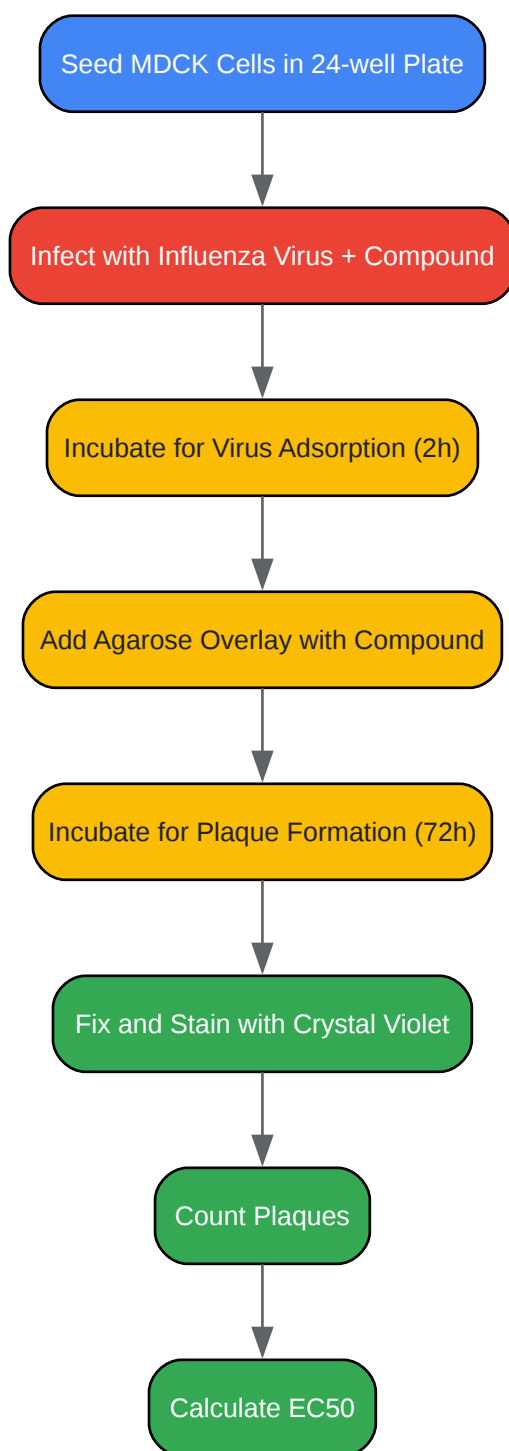 Seed MDCK Cells in 24-well Plate
Infect with Influenza Virus + Compound
Incubate for Virus Adsorption (2h)
Add Agarose Overlay with Compound
Incubate for Plaque Formation (72h)
Fix and Stain with Crystal Violet
Count Plaques
Calculate EC50